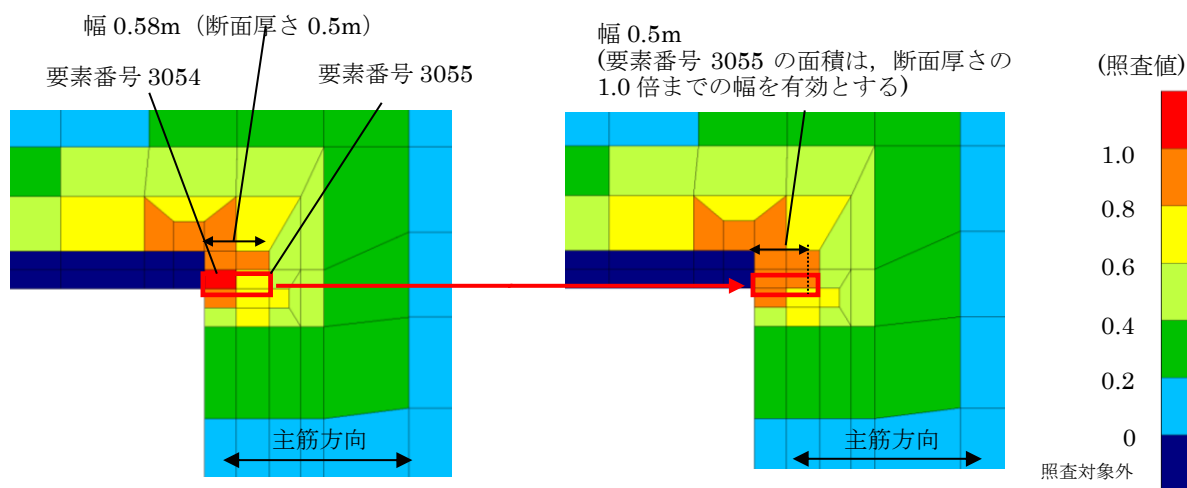 幅 0.58m（断面厚さ 0.5m）
要素番号 3054
要素番号 3055
幅 0.5m
(要素番号 3055 の面積は，断面厚さの
1.0 倍までの幅を有効とする)
(照査値)
1.0
0.8
0.6
0.4
0.2
0
照査対象外
主筋方向
主筋方向